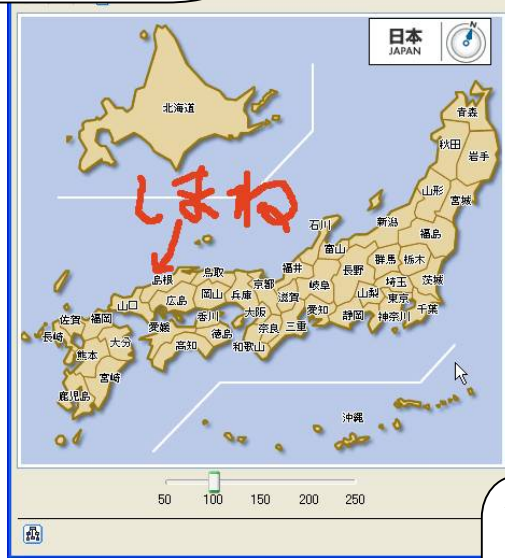 日本
JAPAN
N
北海道
青森
秋田
岩手
しまね
山形
宮城
石川
新潟
福島
富山
福井
長野
群馬
栃木
島根
鳥取
京都
岐阜
埼玉
茨城
山口
広島
岡山
兵庫
滋賀
山梨
東京
佐賀
福岡
香川
大阪
愛知
千葉
長崎
愛媛
徳島
奈良
三重
静岡
神奈川
大分
高知
和歌山
熊本
宮崎
鹿児島
沖縄
50 100 150 200 250